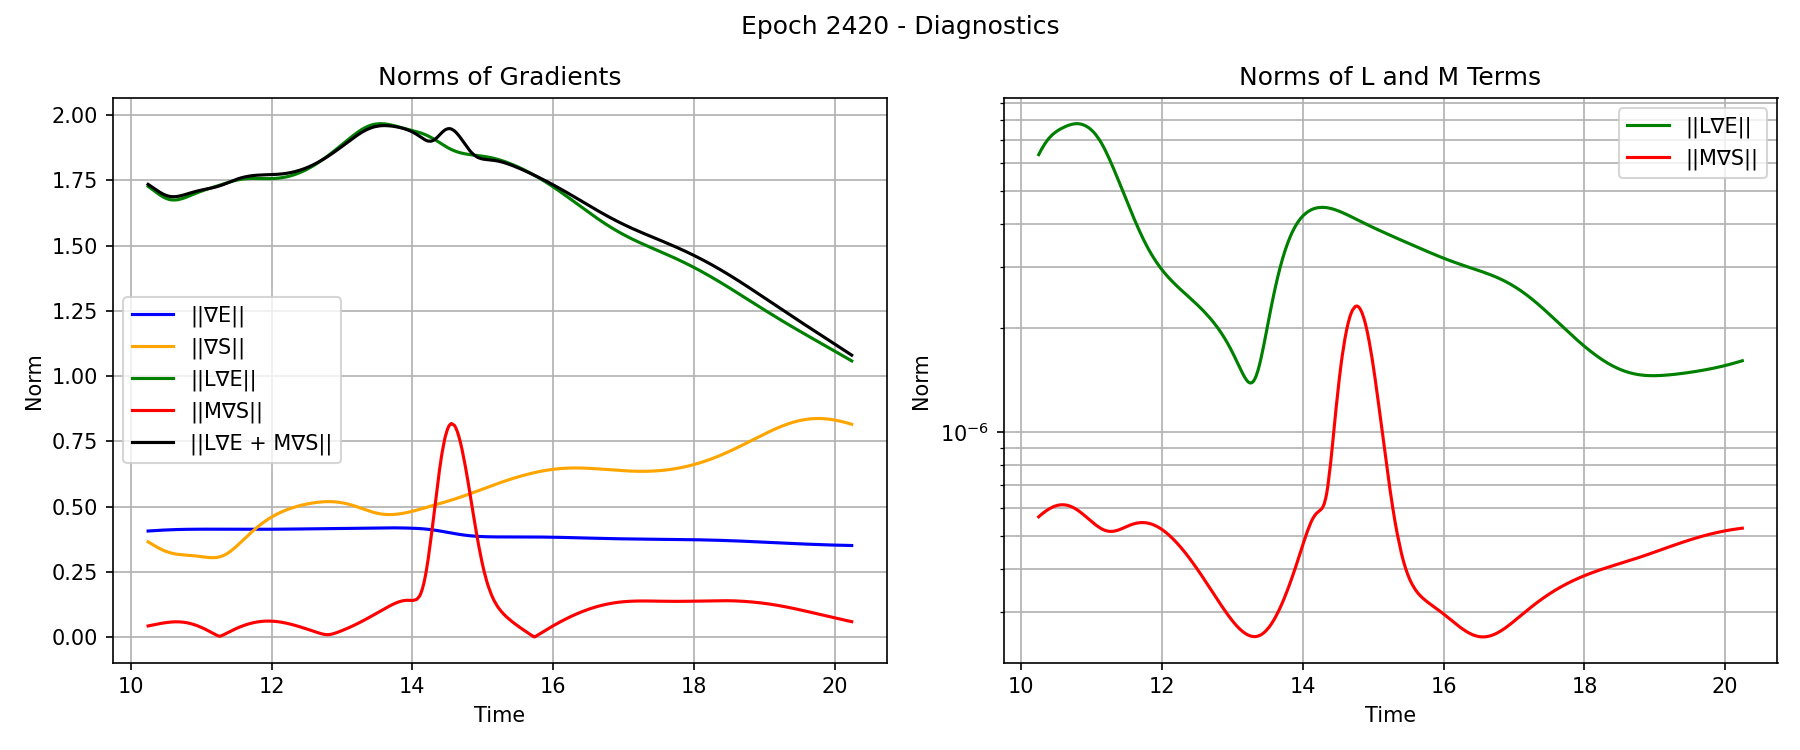 Epoch 2420 - Diagnostics
Norms of Gradients
Norm
2.00
1.75
1.50
1.25
1.00
0.75
0.50
0.25
0.00
||∇E||
||∇S||
||L∇E||
||M∇S||
||L∇E + M∇S||
10 12 14 16 18 20
Time
Norms of L and M Terms
Norm
10⁻⁶
||L∇E||
||M∇S||
10 12 14 16 18 20
Time